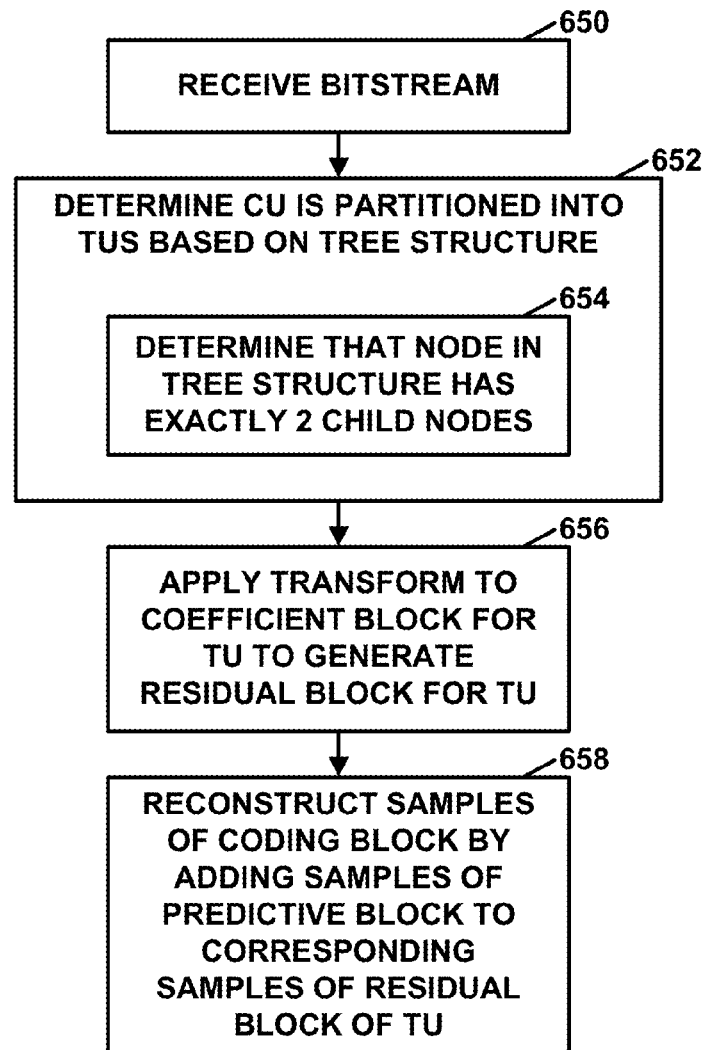 650
RECEIVE BITSTREAM
652
DETERMINE CU IS PARTITIONED INTO
TUS BASED ON TREE STRUCTURE
654
DETERMINE THAT NODE IN
TREE STRUCTURE HAS
EXACTLY 2 CHILD NODES
656
APPLY TRANSFORM TO
COEFFICIENT BLOCK FOR
TU TO GENERATE
RESIDUAL BLOCK FOR TU
658
RECONSTRUCT SAMPLES
OF CODING BLOCK BY
ADDING SAMPLES OF
PREDICTIVE BLOCK TO
CORRESPONDING
SAMPLES OF RESIDUAL
BLOCK OF TU